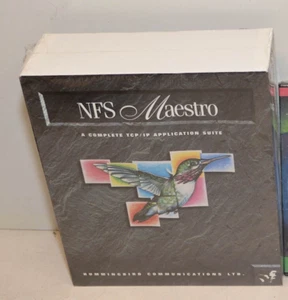 NFS Maestro
A COMPLETE TCP/IP APPLICATION SUITE
HUMMINGBIRD COMMUNICATIONS LTD.